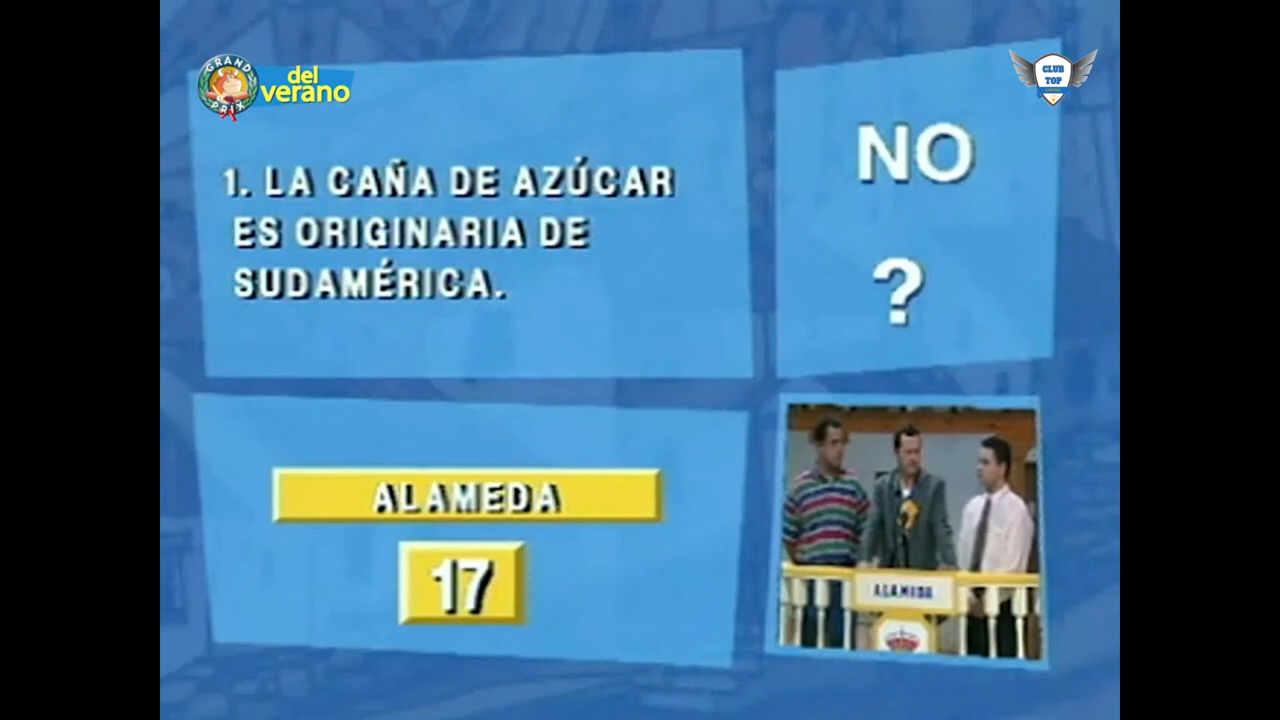 GRAND
PRIX
del
verano
CLUB
TOP
1. LA CAÑA DE AZÚCAR
ES ORIGINARIA DE
SUDAMÉRICA.
NO
?
ALAMEDA
17
ALAMEDA